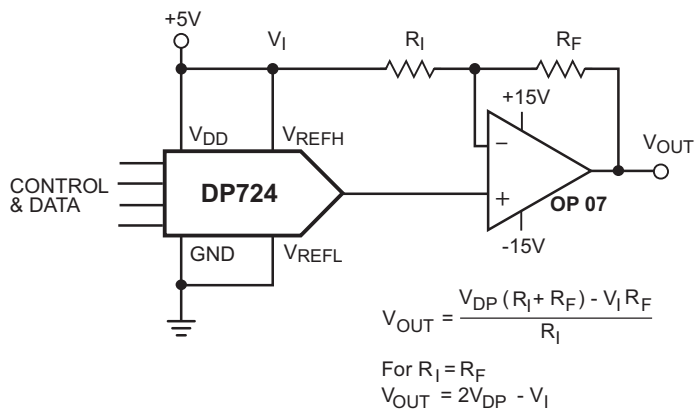 +5V
V_I
R_I
R_F
+15V
V_DD
V_REFH
−
V_OUT
CONTROL
& DATA
DP724
+
OP 07
GND
V_REFL
-15V
V_OUT = V_DP ( R_I + R_F ) - V_I R_F / R_I
For R_I = R_F
V_OUT = 2V_DP - V_I